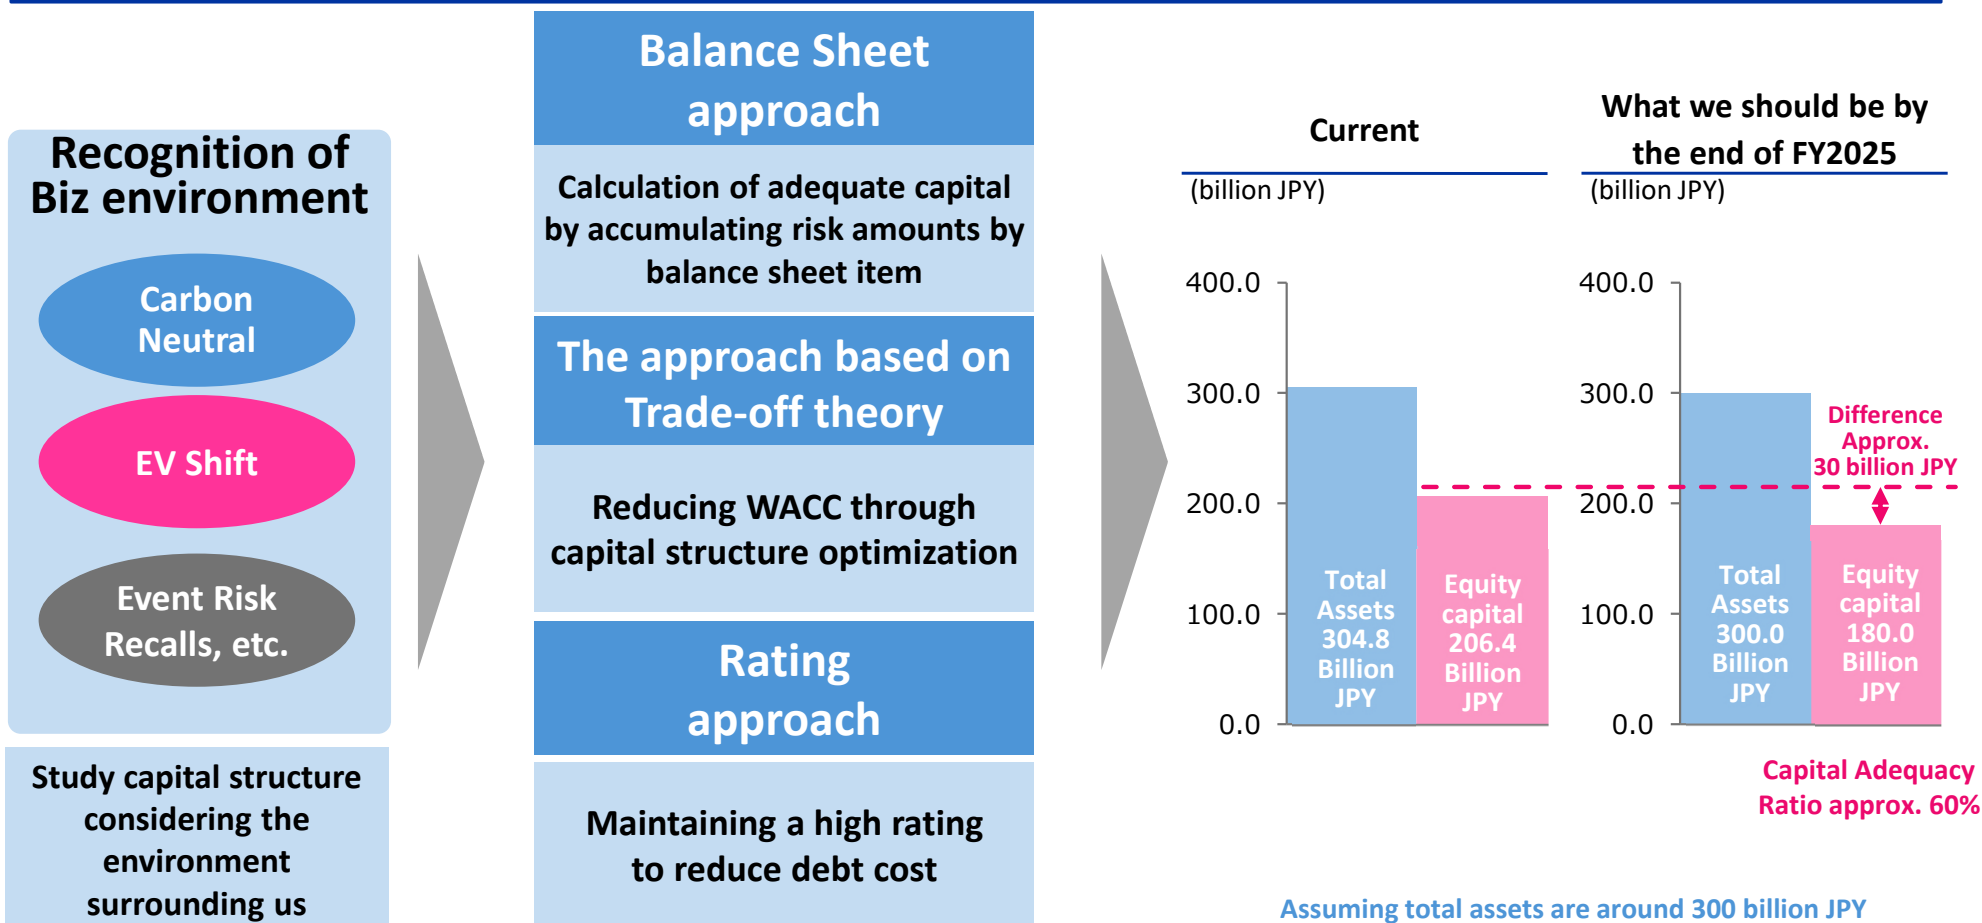 Recognition of
Biz environment
Carbon
Neutral
EV Shift
Event Risk
Recalls, etc.
Study capital structure
considering the
environment
surrounding us
Balance Sheet
approach
Calculation of adequate capital
by accumulating risk amounts by
balance sheet item
The approach based on
Trade-off theory
Reducing WACC through
capital structure optimization
Rating
approach
Maintaining a high rating
to reduce debt cost
Current
(billion JPY)
400.0
300.0
200.0
100.0
0.0
Total
Assets
304.8
Billion
JPY
Equity
capital
206.4
Billion
JPY
What we should be by
the end of FY2025
(billion JPY)
400.0
300.0
200.0
100.0
0.0
Difference
Approx.
30 billion JPY
Total
Assets
300.0
Billion
JPY
Equity
capital
180.0
Billion
JPY
Capital Adequacy
Ratio approx. 60%
Assuming total assets are around 300 billion JPY